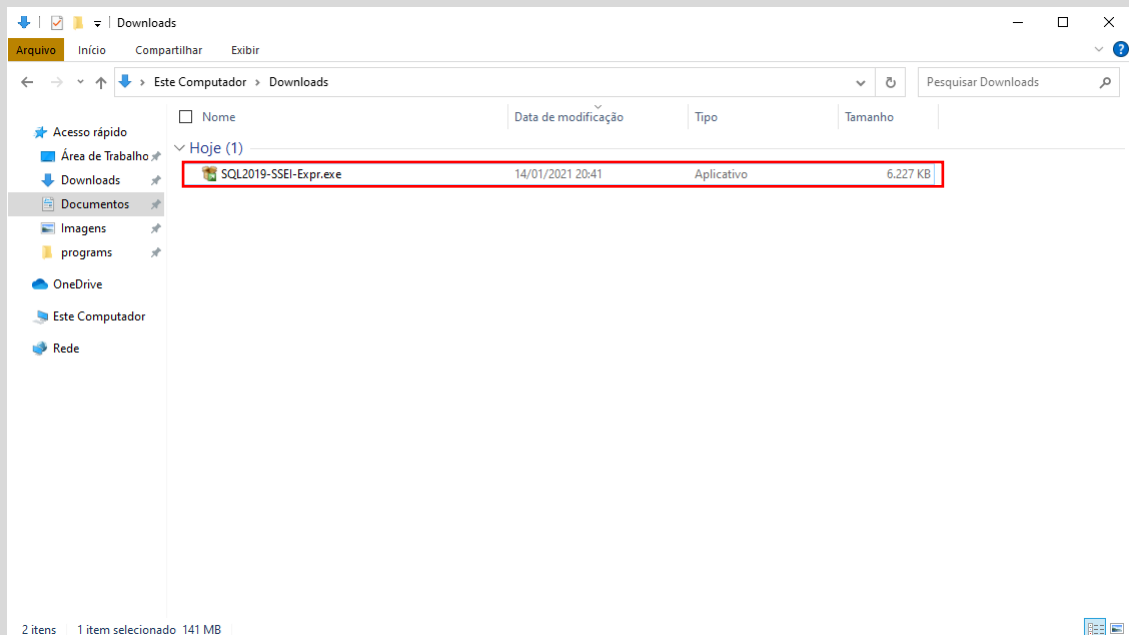 Downloads
Arquivo Início Compartilhar Exibir
Este Computador Downloads
Pesquisar Downloads
Nome Data de modificação Tipo Tamanho
Acesso rápido
Hoje (1)
Área de Trabalho
SQL2019-SSEI-Expr.exe 14/01/2021 20:41 Aplicativo 6.227 KB
Downloads
Documentos
Imagens
programs
OneDrive
Este Computador
Rede
2 itens 1 item selecionado 141 MB